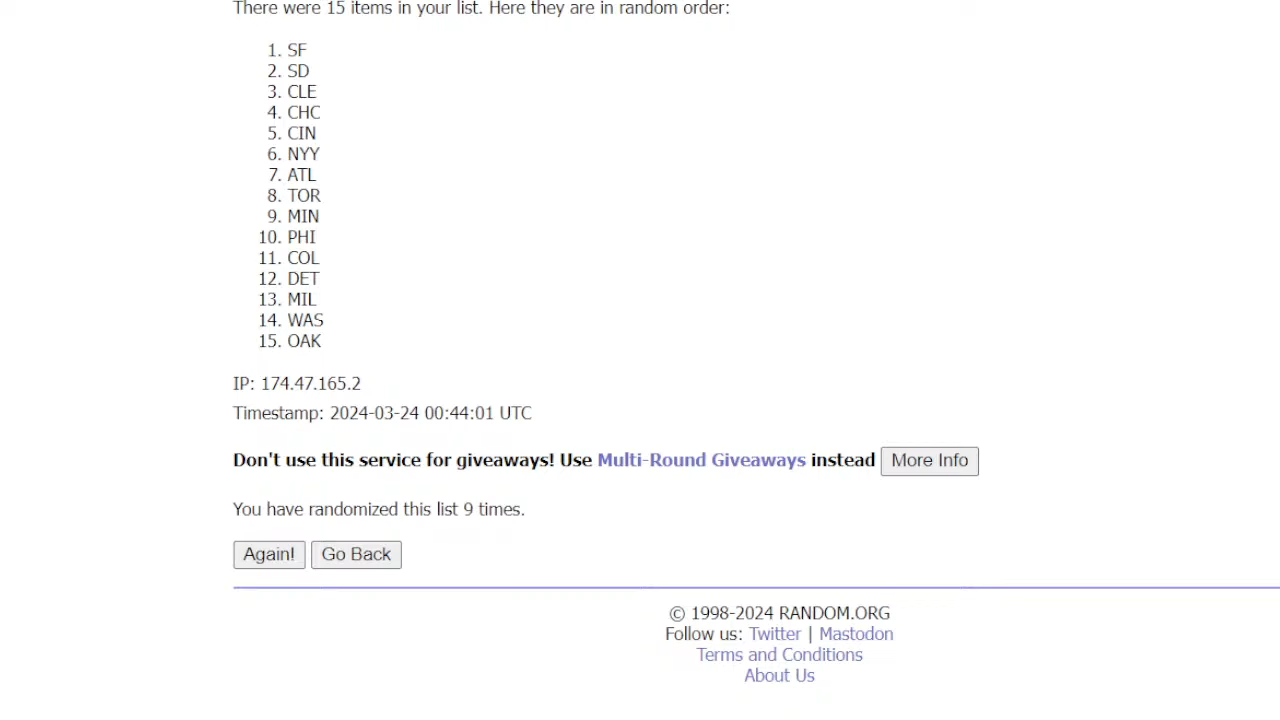 There were 15 items in your list. Here they are in random order:
1. SF
2. SD
3. CLE
4. CHC
5. CIN
6. NYY
7. ATL
8. TOR
9. MIN
10. PHI
11. COL
12. DET
13. MIL
14. WAS
15. OAK
IP: 174.47.165.2
Timestamp: 2024-03-24 00:44:01 UTC
Don't use this service for giveaways! Use Multi-Round Giveaways instead More Info
You have randomized this list 9 times.
Again! Go Back
© 1998-2024 RANDOM.ORG
Follow us: Twitter | Mastodon
Terms and Conditions
About Us